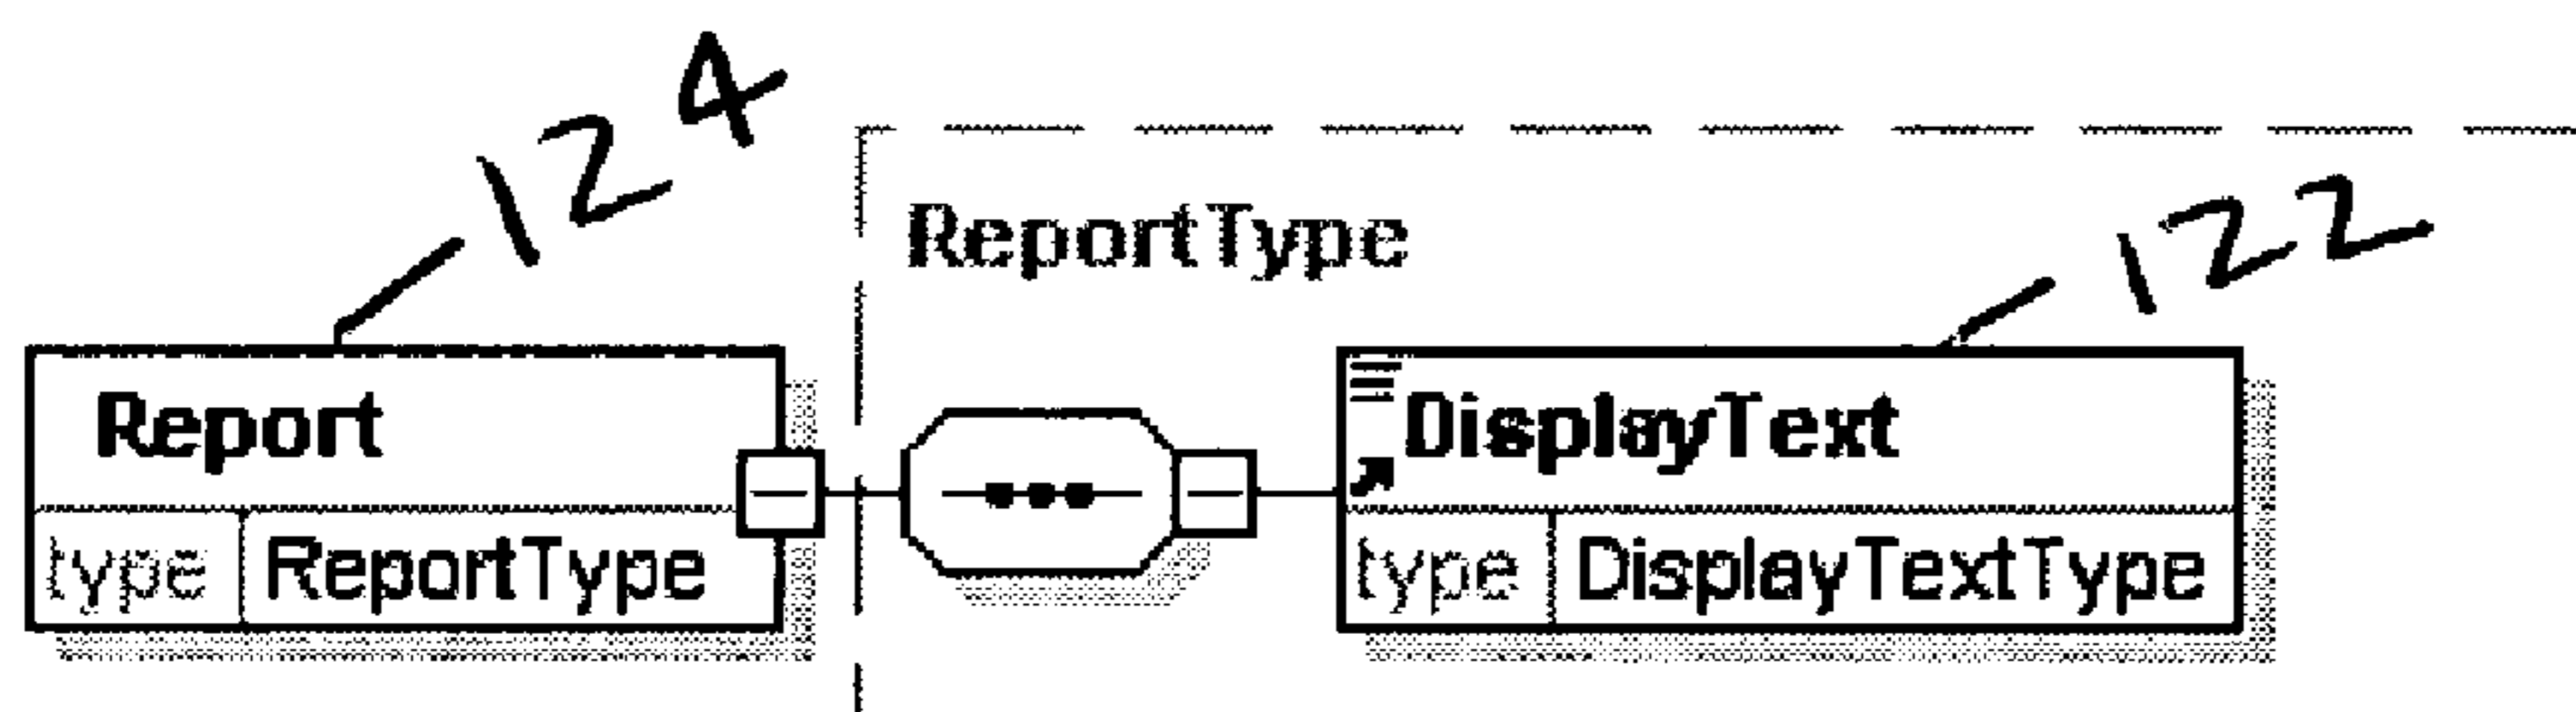 124
ReportType
122
Report
DisplayText
type ReportType
type DisplayTextType